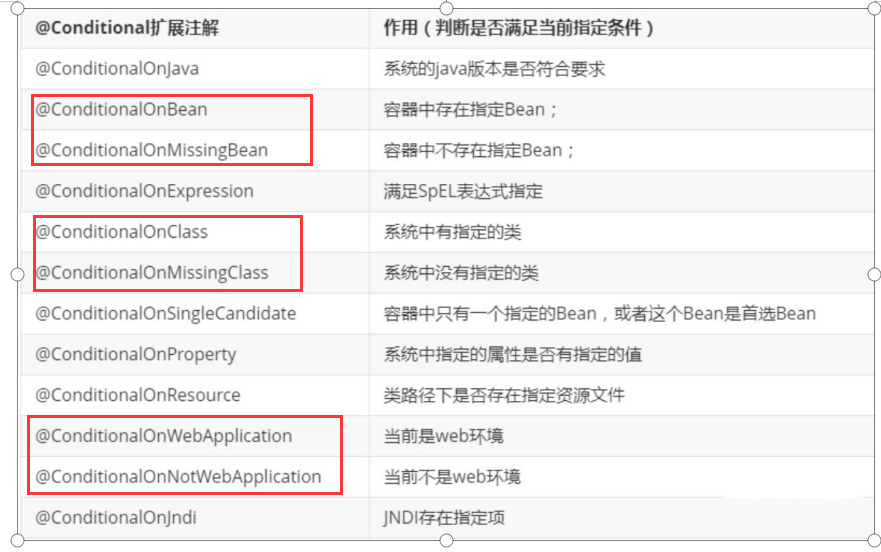 @Conditional扩展注解 作用（判断是否满足当前指定条件）
@ConditionalOnJava 系统的java版本是否符合要求
@ConditionalOnBean 容器中存在指定Bean；
@ConditionalOnMissingBean 容器中不存在指定Bean；
@ConditionalOnExpression 满足SpEL表达式指定
@ConditionalOnClass 系统中有指定的类
@ConditionalOnMissingClass 系统中没有指定的类
@ConditionalOnSingleCandidate 容器中只有一个指定的Bean，或者这个Bean是首选Bean
@ConditionalOnProperty 系统中指定的属性是否有指定的值
@ConditionalOnResource 类路径下是否存在指定资源文件
@ConditionalOnWebApplication 当前是web环境
@ConditionalOnNotWebApplication 当前不是web环境
@ConditionalOnJndi JNDI存在指定项